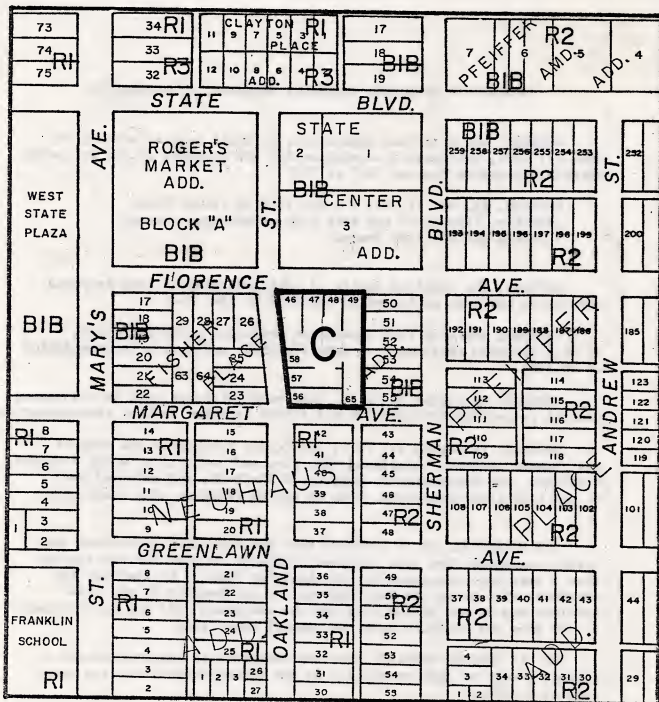 73
74
75
R1
34
R1
33
32
R3
CLAYTON
11 9 7 5 3 1
R1
PLACE
12 10 8 6 4
ADD.
R3
17
18
19
B1B
7 6 5 4
R2
PFEIFFER AMD. ADD.
B1B
STATE BLVD.
WEST
STATE
PLAZA
B1B
MARY'S AVE.
ROGER'S
MARKET
ADD.
BLOCK "A"
B1B
ST.
STATE
2 1
B1B
CENTER
3
ADD.
BLVD.
B1B
259 258 257 256 255 254 253
R2
ST.
252
193 194 195 196 197 198 199
R2
200
FLORENCE AVE.
17
18
19
20
21
22
B1B
29 28 27 26
63 64
25
24
23
FISHER PLACE
46 47 48 49
C
58
57
56
65
ADD.
50
51
52
53
54
55
B1B
R2
192 191 190 189 188 187 186
185
PFEIFFER PLACE
113
112
111
110
109
R2
114
115
116
117
118
R2
ANDREW
123
122
121
120
119
MARGARET AVE.
R1
8
7
6
5
4
3
2
1
14
13
12
11
10
9
R1
15
16
17
18
19
20
R1
NEUHAUS
R1
42
41
40
39
38
37
43
44
45
46
47
48
R2
SHERMAN
108 107 106 105 104 103 102
R2
101
GREENLAWN AVE.
FRANKLIN
SCHOOL
R1
ST.
8
7
6
5
4
3
2
R1
21
22
23
24
25
26
27
1 2 3
R1
ADD.
OAKLAND
36
35
34
33
32
31
30
R1
49
50
51
52
53
54
55
R2
37 38 39 40 41 42 43
R2
44
4
3
1 2
34 33 32 31 30
R2
ADD.
29